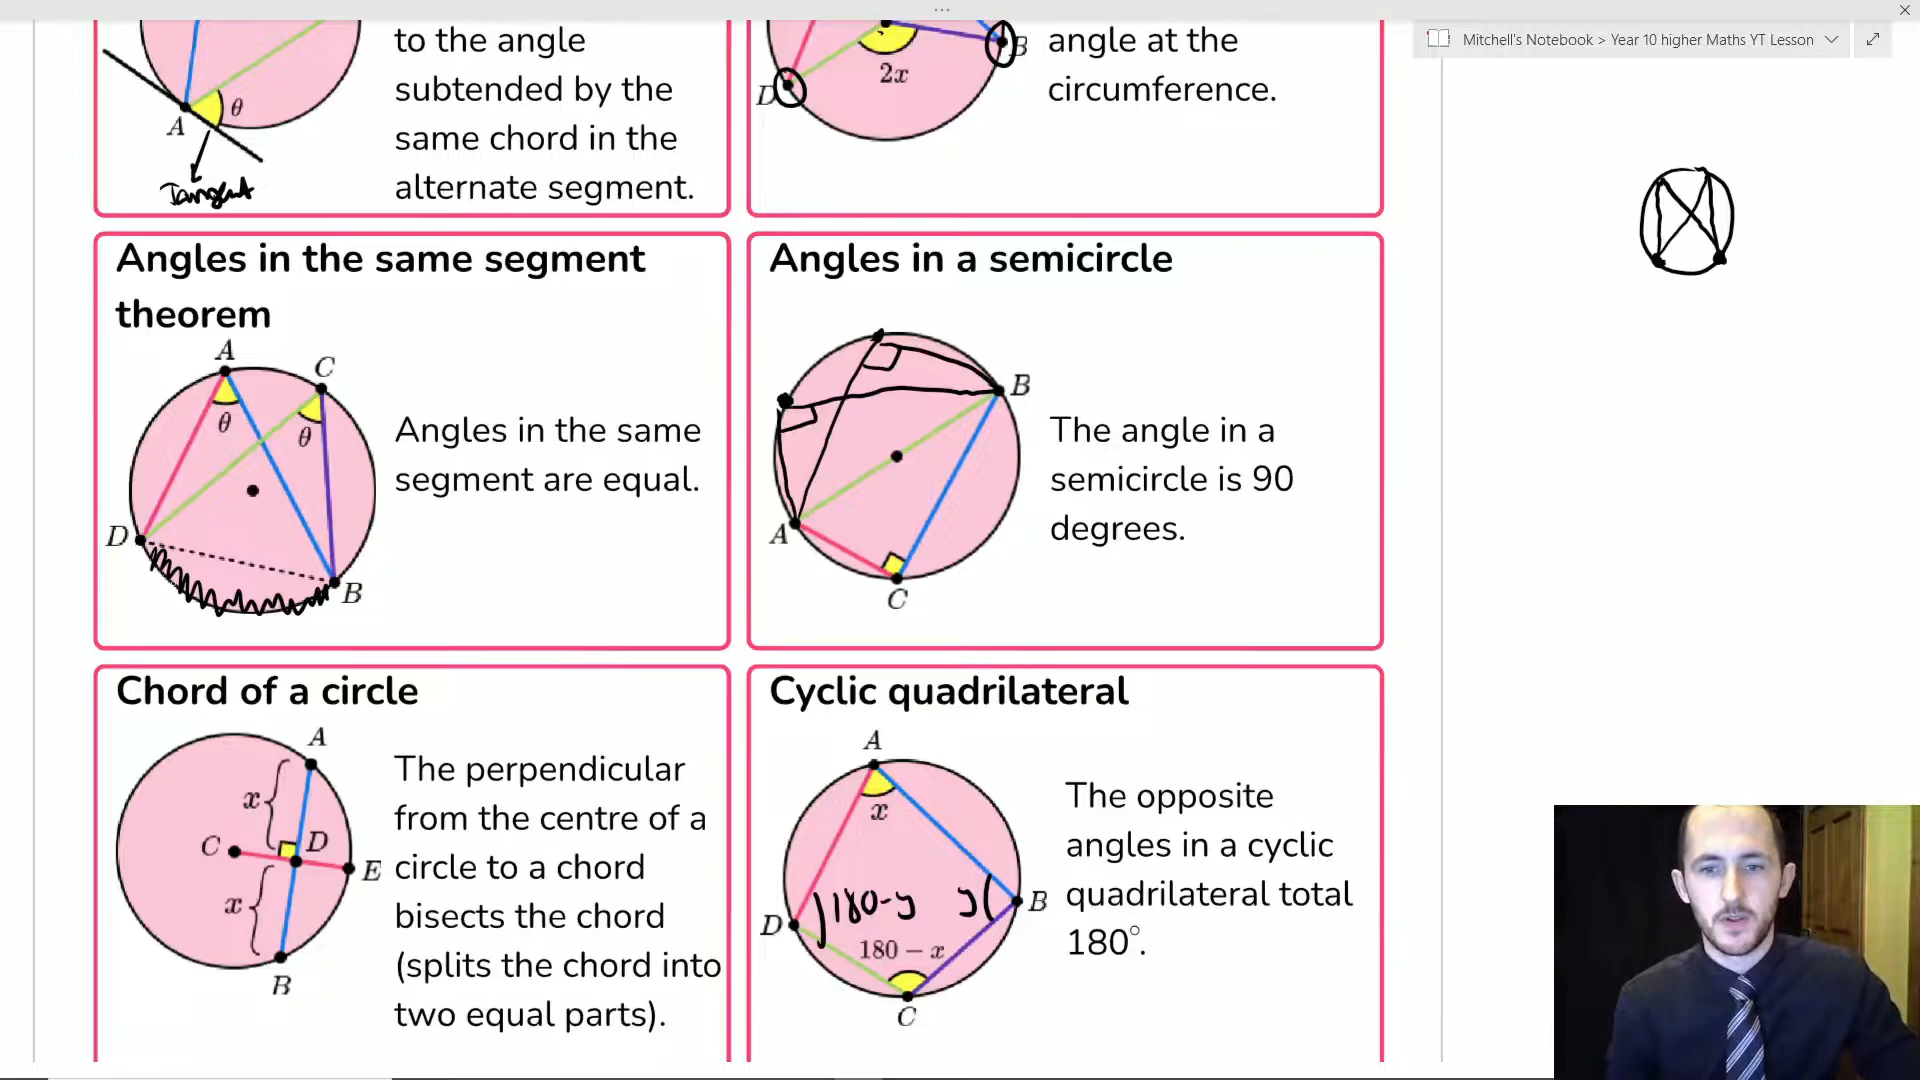 ...
Mitchell's Notebook > Year 10 higher Maths YT Lesson
to the angle
subtended by the
same chord in the
alternate segment.
θ
A
Tangent
angle at the
circumference.
B
2x
D
Angles in the same segment
theorem
A
C
θ
θ
D
B
Angles in the same
segment are equal.
Angles in a semicircle
B
A
C
The angle in a
semicircle is 90
degrees.
Chord of a circle
A
x
C
D
E
x
B
The perpendicular
from the centre of a
circle to a chord
bisects the chord
(splits the chord into
two equal parts).
Cyclic quadrilateral
A
x
180-y y
B
D
180 − x
C
The opposite
angles in a cyclic
quadrilateral total
180°.